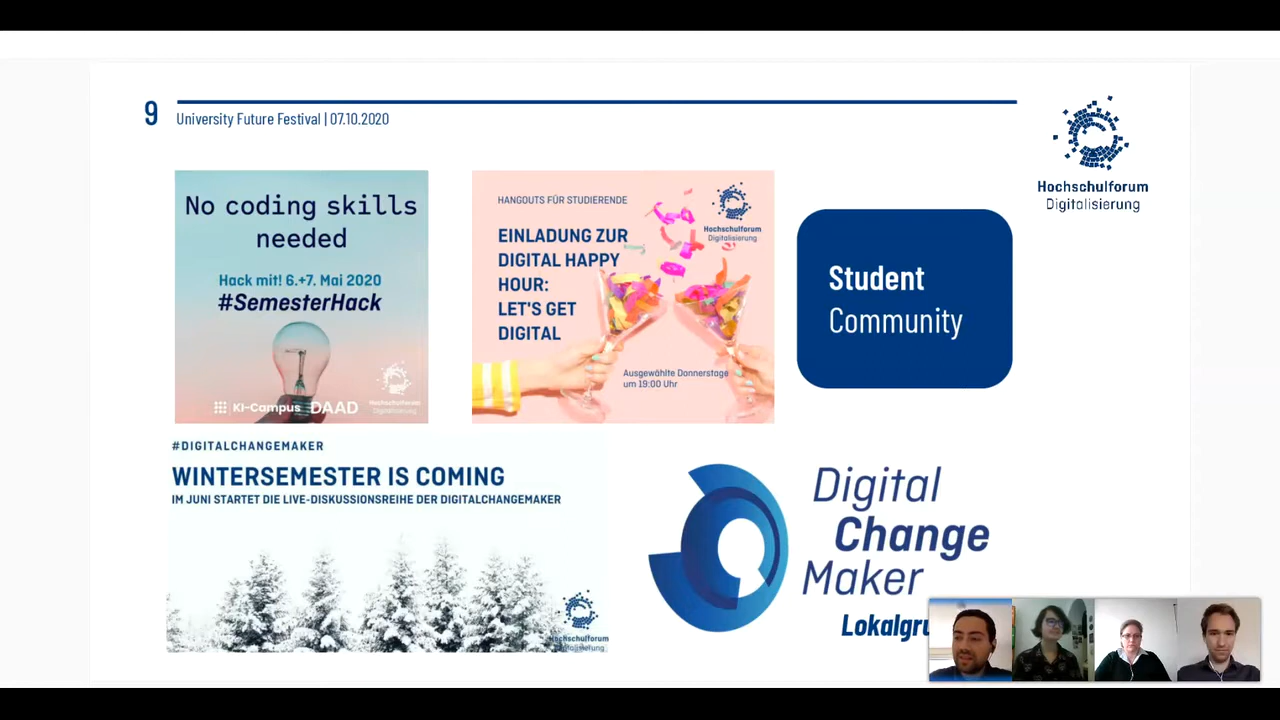 9
University Future Festival | 07.10.2020
Hochschulforum
Digitalisierung
No coding skills
needed
Hack mit! 6.+7. Mai 2020
#SemesterHack
KI-Campus
DAAD
Hochschulforum
Digitalisierung
HANGOUTS FÜR STUDIERENDE
EINLADUNG ZUR
DIGITAL HAPPY
HOUR:
LET'S GET
DIGITAL
Ausgewählte Donnerstage
um 19:00 Uhr
Hochschulforum
Digitalisierung
Student
Community
#DIGITALCHANGEMAKER
WINTERSEMESTER IS COMING
IM JUNI STARTET DIE LIVE-DISKUSSIONSREIHE DER DIGITALCHANGEMAKER
Hochschulforum
Digitalisierung
Digital
Change
Maker